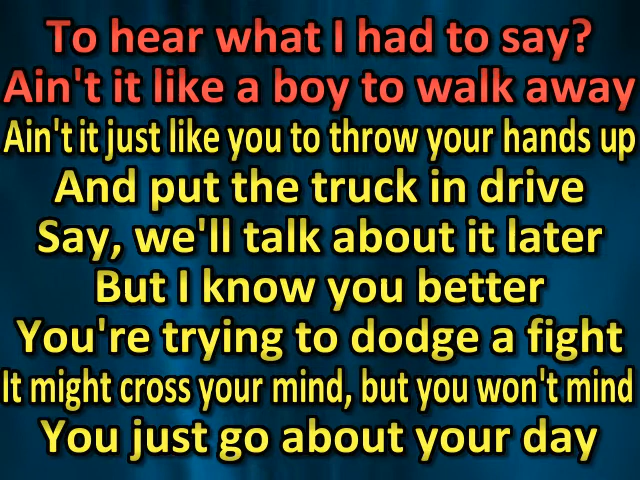 To hear what I had to say?
Ain't it like a boy to walk away
Ain't it just like you to throw your hands up
And put the truck in drive
Say, we'll talk about it later
But I know you better
You're trying to dodge a fight
It might cross your mind, but you won't mind
You just go about your day